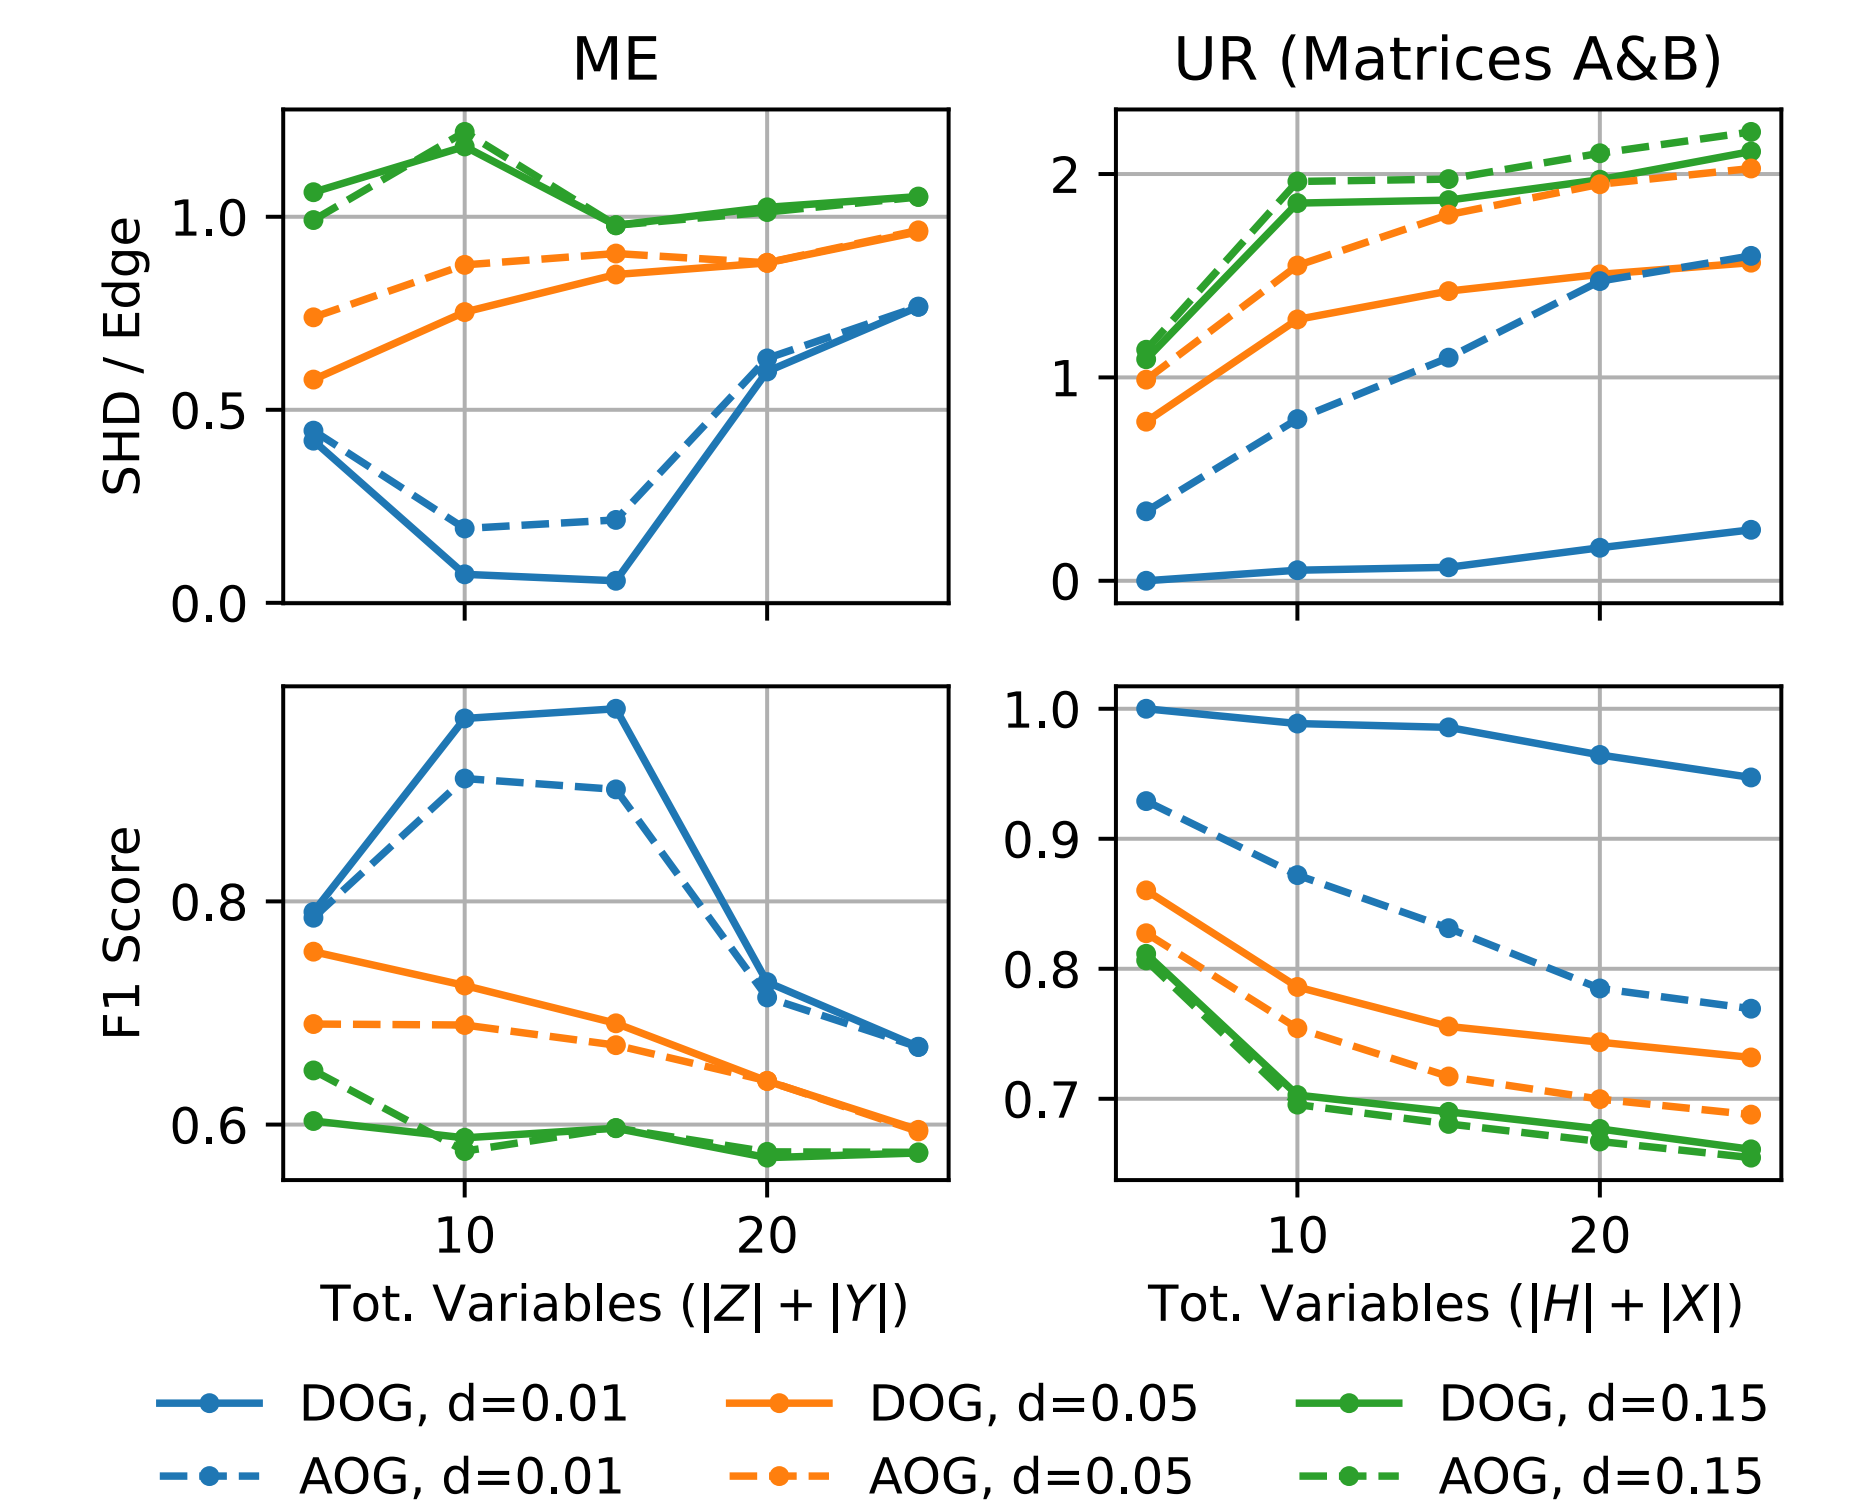 ME
UR (Matrices A&B)
SHD / Edge
1.0
0.5
0.0
2
1
0
F1 Score
0.8
0.6
1.0
0.9
0.8
0.7
10
20
10
20
Tot. Variables (|Z| + |Y|)
Tot. Variables (|H| + |X|)
DOG, d=0.01
DOG, d=0.05
DOG, d=0.15
AOG, d=0.01
AOG, d=0.05
AOG, d=0.15